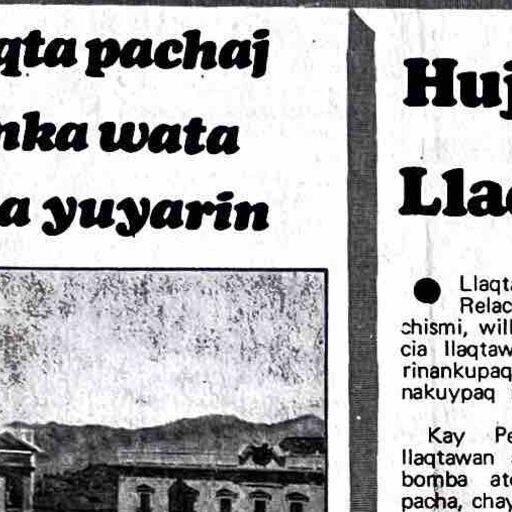 qta pachaj
nka wata
a yuyarin
Huj
Llaq
Llaqta
Relac
chismi, will
cia llaqtaw
rinankupaq
nakuypaq
Kay Pe
llaqtawan
bomba ato
pacha, chay